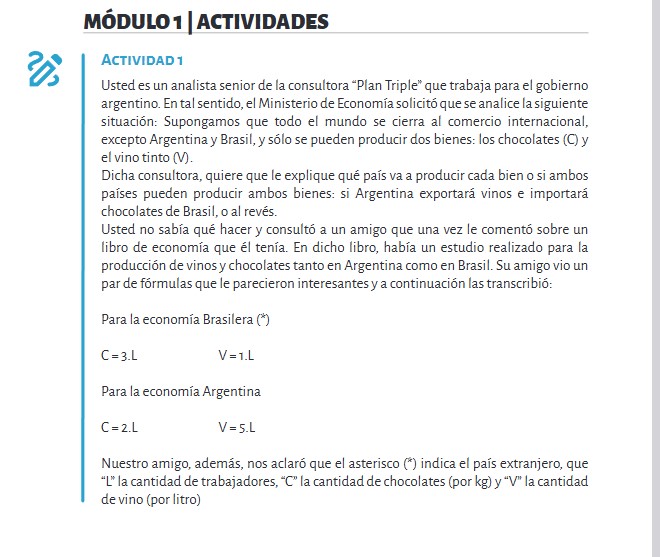 MÓDULO 1 | ACTIVIDADES
ACTIVIDAD 1
Usted es un analista senior de la consultora “Plan Triple” que trabaja para el gobierno
argentino. En tal sentido, el Ministerio de Economía solicitó que se analice la siguiente
situación: Supongamos que todo el mundo se cierra al comercio internacional,
excepto Argentina y Brasil, y sólo se pueden producir dos bienes: los chocolates (C) y
el vino tinto (V).
Dicha consultora, quiere que le explique qué país va a producir cada bien o si ambos
países pueden producir ambos bienes: si Argentina exportará vinos e importará
chocolates de Brasil, o al revés.
Usted no sabía qué hacer y consultó a un amigo que una vez le comentó sobre un
libro de economía que él tenía. En dicho libro, había un estudio realizado para la
producción de vinos y chocolates tanto en Argentina como en Brasil. Su amigo vio un
par de fórmulas que le parecieron interesantes y a continuación las transcribió:
Para la economía Brasilera (*)
C = 3.L V = 1.L
Para la economía Argentina
C = 2.L V = 5.L
Nuestro amigo, además, nos aclaró que el asterisco (*) indica el país extranjero, que
“L” la cantidad de trabajadores, “C” la cantidad de chocolates (por kg) y “V” la cantidad
de vino (por litro)